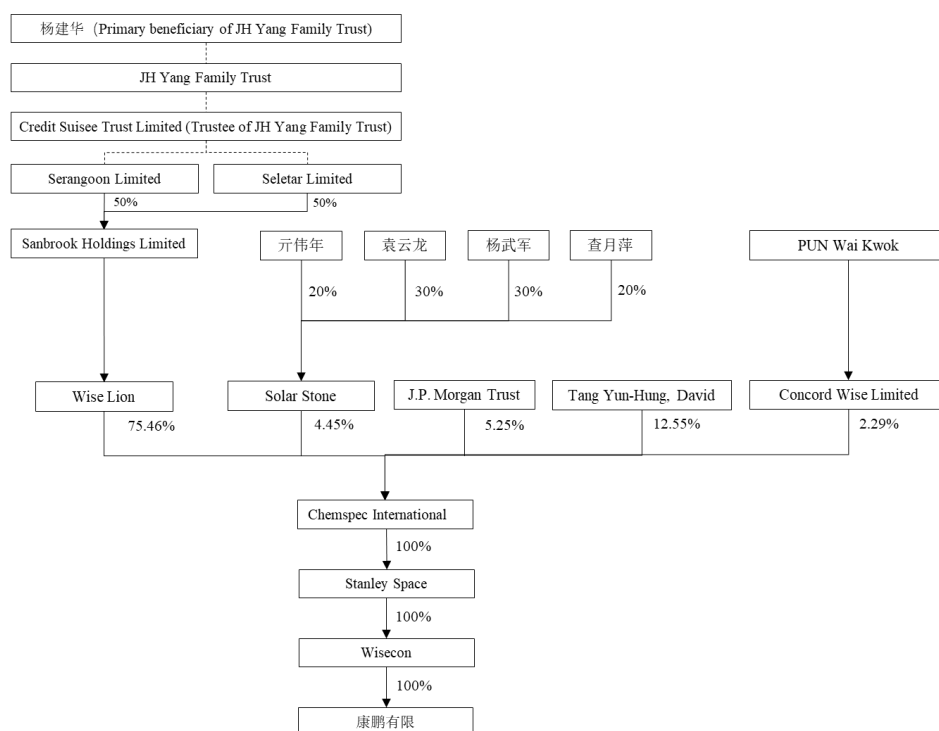 杨建华（Primary beneficiary of JH Yang Family Trust)
JH Yang Family Trust
Credit Suisee Trust Limited (Trustee of JH Yang Family Trust)
Serangoon Limited
Seletar Limited
50%
50%
Sanbrook Holdings Limited
亓伟年
袁云龙
杨武军
查月萍
PUN Wai Kwok
20%
30%
30%
20%
Wise Lion
Solar Stone
J.P. Morgan Trust
Tang Yun-Hung, David
Concord Wise Limited
75.46%
4.45%
5.25%
12.55%
2.29%
Chemspec International
100%
Stanley Space
100%
Wisecon
100%
康鹏有限